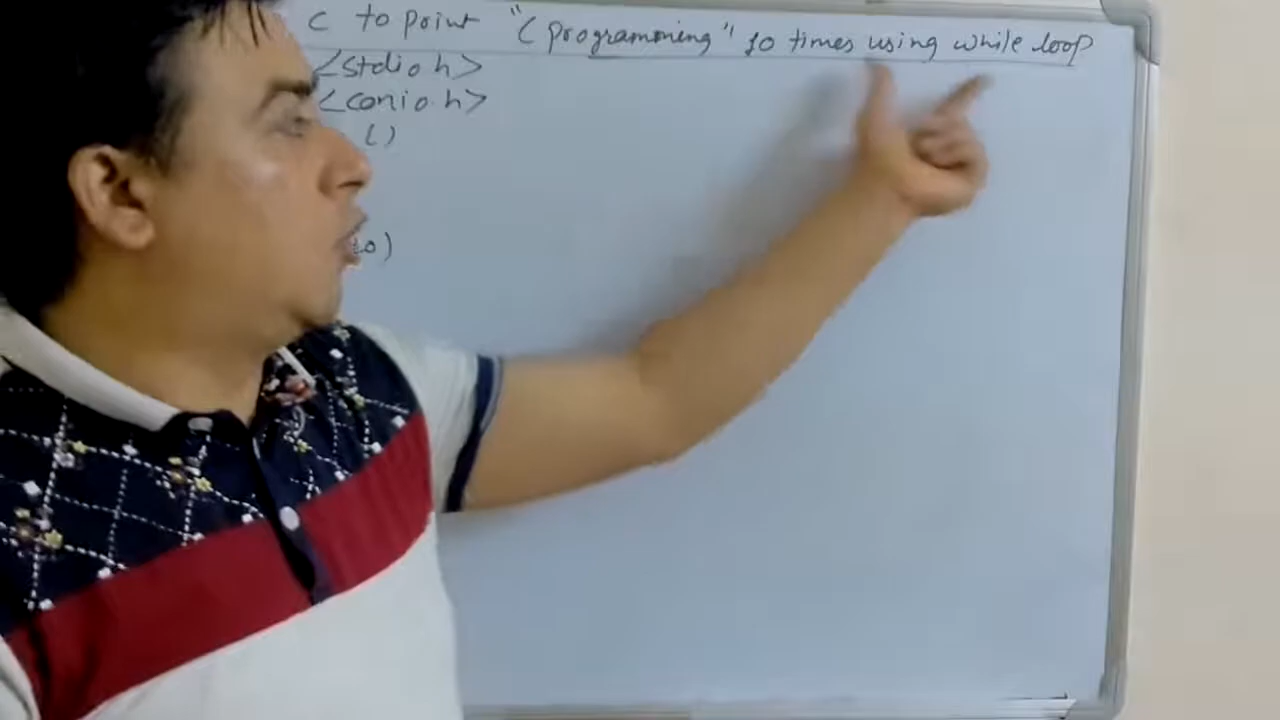 c to point "C programming" 10 times using while loop
<stdio.h>
<conio.h>
()
10)